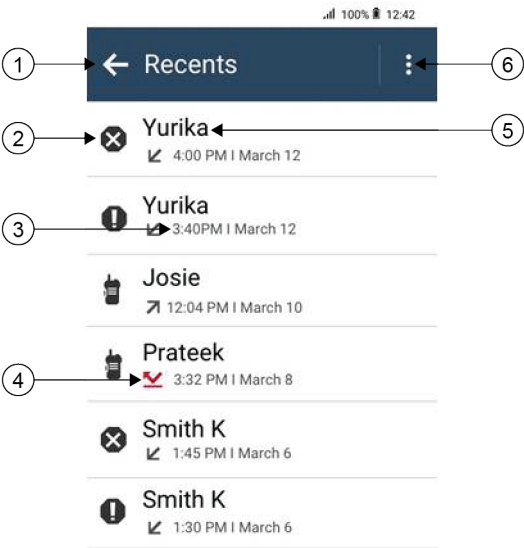 100% 12:42
1 Recents 6
2 Yurika 5
4:00 PM I March 12
Yurika
3 3:40PM I March 12
Josie
12:04 PM I March 10
Prateek
4 3:32 PM I March 8
Smith K
1:45 PM I March 6
Smith K
1:30 PM I March 6